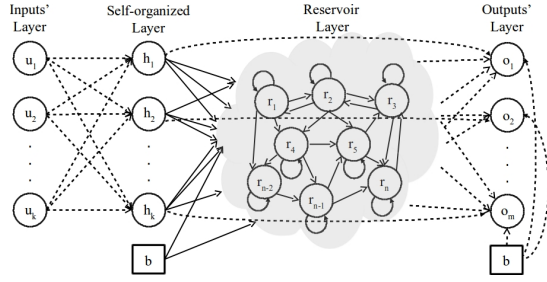 Inputs'
Layer
Self-organized
Layer
Reservoir
Layer
Outputs'
Layer
u1
h1
o1
r1
r2
r3
u2
h2
o2
r4
r5
rn-2
rn-1
rn
uk
hk
om
b
b